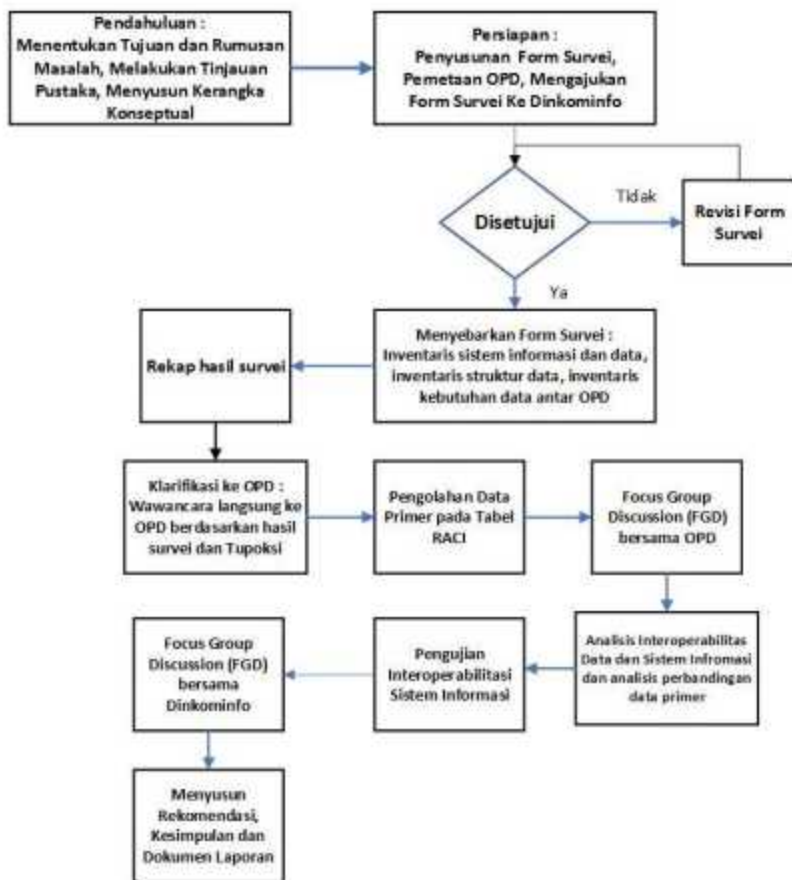 Pendahuluan :
Menentukan Tujuan dan Rumusan
Masalah, Melakukan Tinjauan
Pustaka, Menyusun Kerangka
Konseptual
Persiapan :
Penyusunan Form Survei,
Pemetaan OPD, Mengajukan
Form Survei Ke Dinkominfo
Disetujui
Tidak
Revisi Form
Survei
Ya
Menyebarkan Form Survei :
Inventaris sistem informasi dan data,
inventaris struktur data, inventaris
kebutuhan data antar OPD
Rekap hasil survei
Klarifikasi ke OPD :
Wawancara langsung ke
OPD berdasarkan hasil
survei dan Tupoksi
Pengolahan Data
Primer pada Tabel
RACI
Focus Group
Discussion (FGD)
bersama OPD
Analisis Interoperabilitas
Data dan Sistem Infromasi
dan analisis perbandingan
data primer
Pengujian
Interoperabilitasi
Sistem Informasi
Focus Group
Discussion (FGD)
bersama
Dinkominfo
Menyusun
Rekomendasi,
Kesimpulan dan
Dokumen Laporan